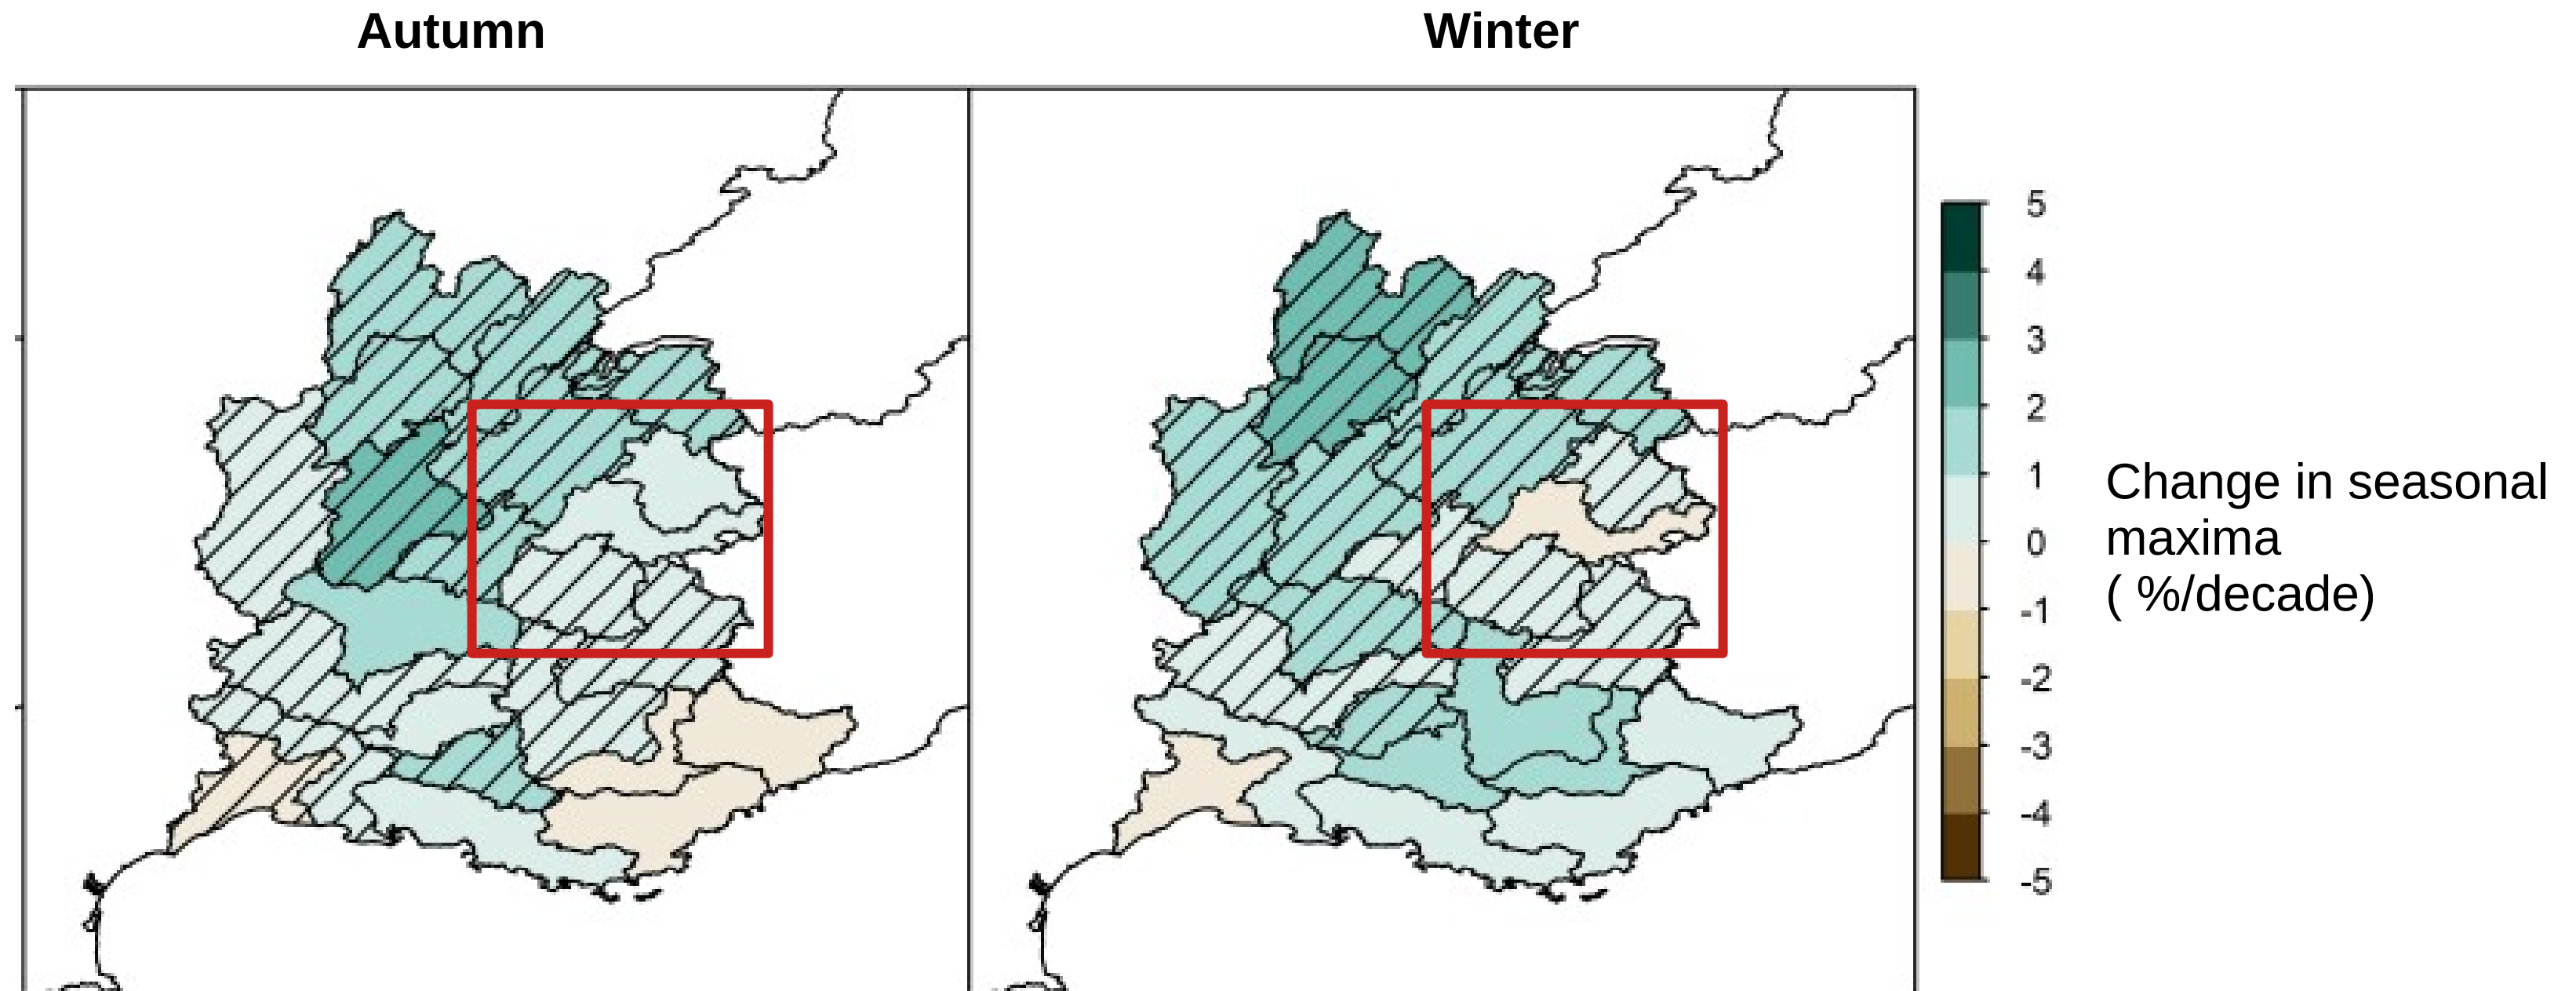 Autumn
Winter
5
4
3
2
1
0
-1
-2
-3
-4
-5
Change in seasonal
maxima
( %/decade)